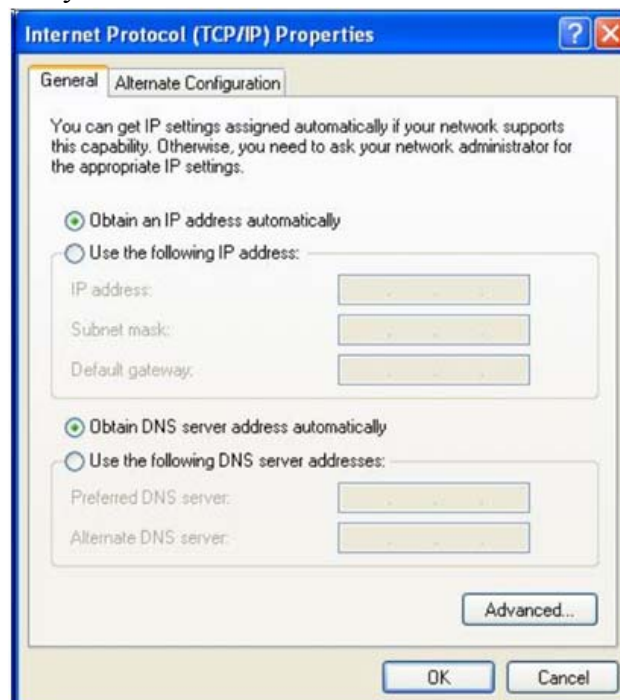 Internet Protocol (TCP/IP) Properties
General
Alternate Configuration
You can get IP settings assigned automatically if your network supports
this capability. Otherwise, you need to ask your network administrator for
the appropriate IP settings.
Obtain an IP address automatically
Use the following IP address:
IP address:
Subnet mask:
Default gateway:
Obtain DNS server address automatically
Use the following DNS server addresses:
Preferred DNS server:
Alternate DNS server:
Advanced...
OK
Cancel